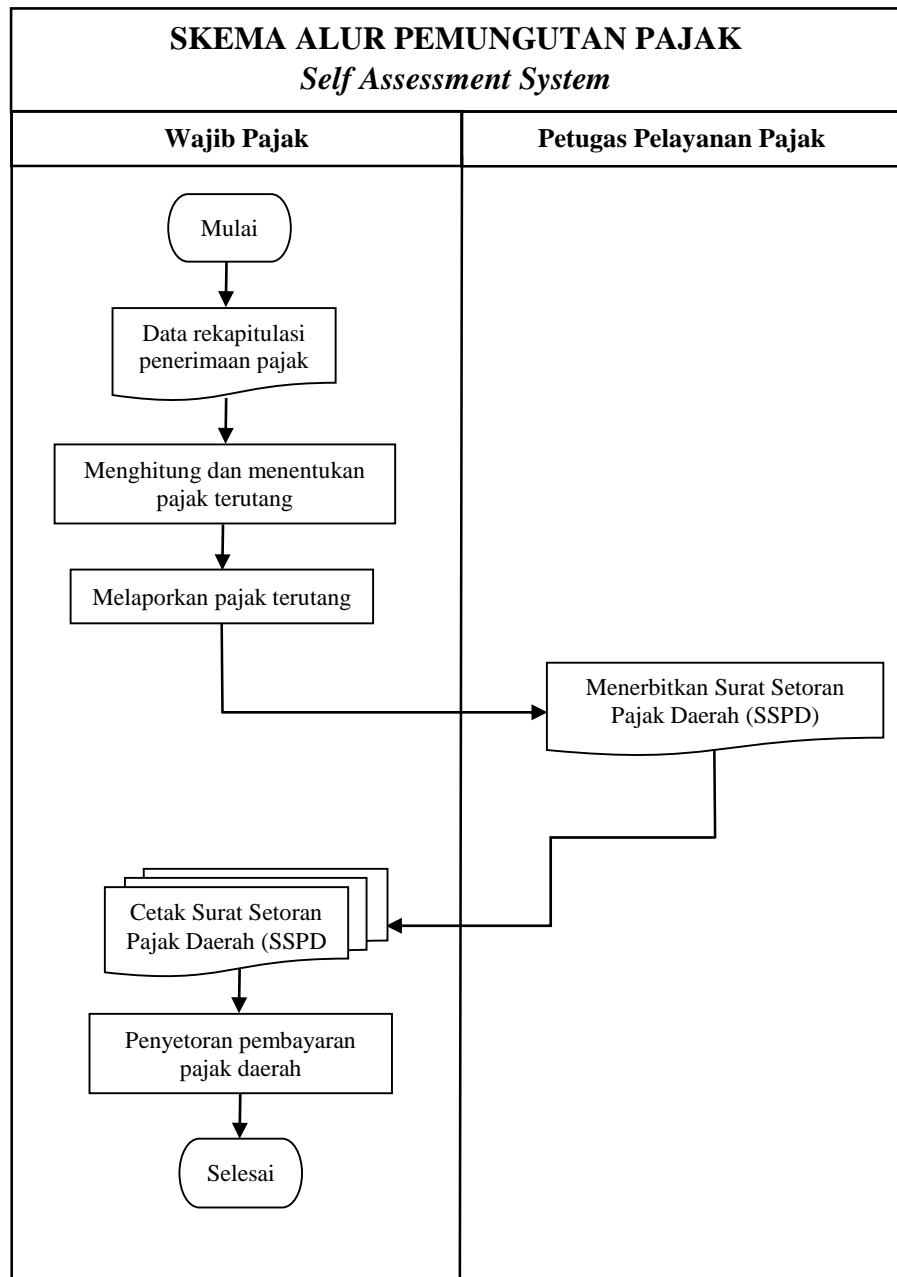 SKEMA ALUR PEMUNGUTAN PAJAK
Self Assessment System
Wajib Pajak
Petugas Pelayanan Pajak
Mulai
Data rekapitulasi
penerimaan pajak
Menghitung dan menentukan
pajak terutang
Melaporkan pajak terutang
Menerbitkan Surat Setoran
Pajak Daerah (SSPD)
Cetak Surat Setoran
Pajak Daerah (SSPD
Penyetoran pembayaran
pajak daerah
Selesai